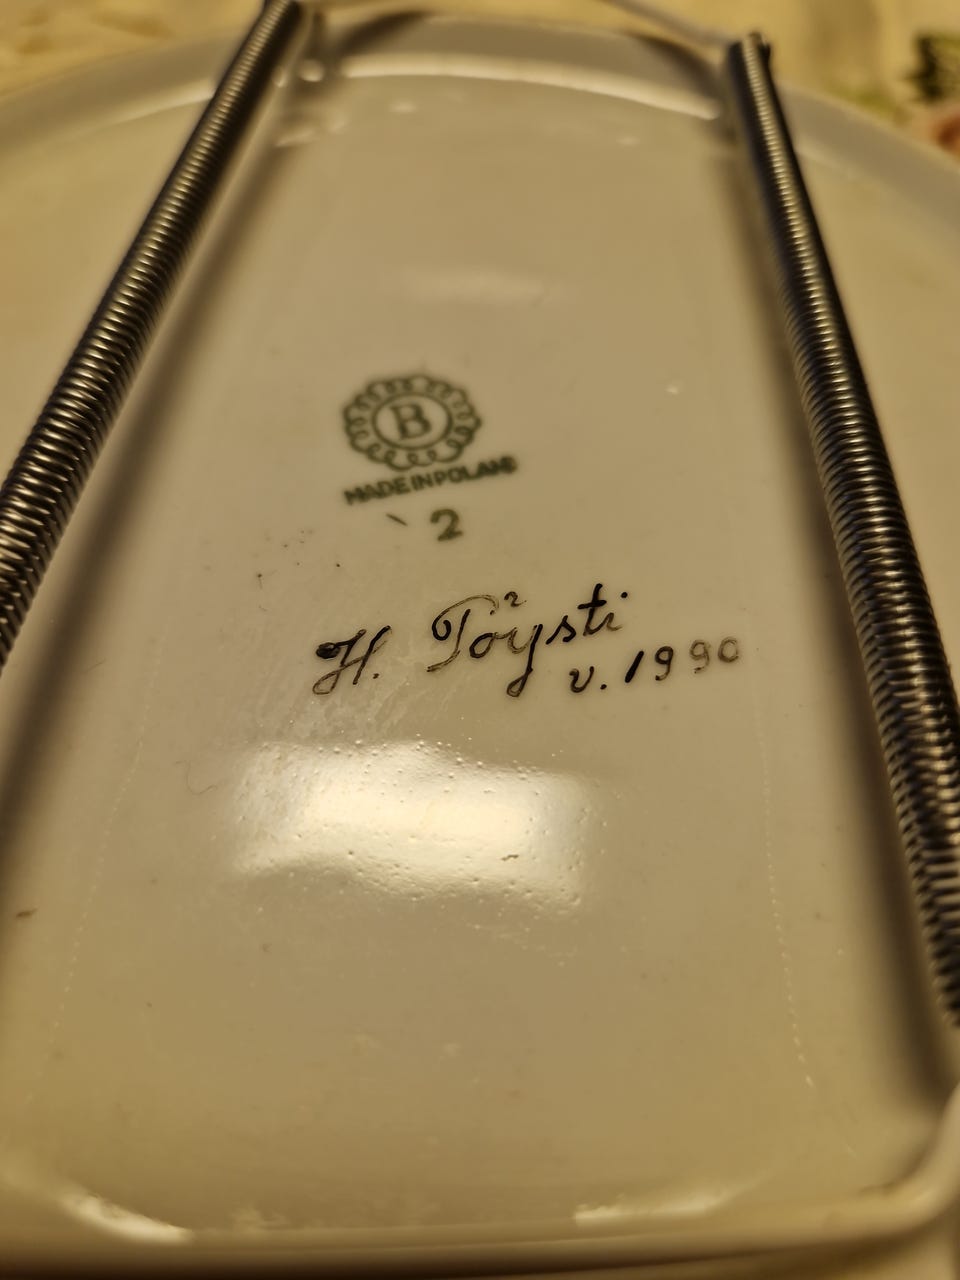 B
MADE IN POLAND
2
H. Töysti
v. 1990